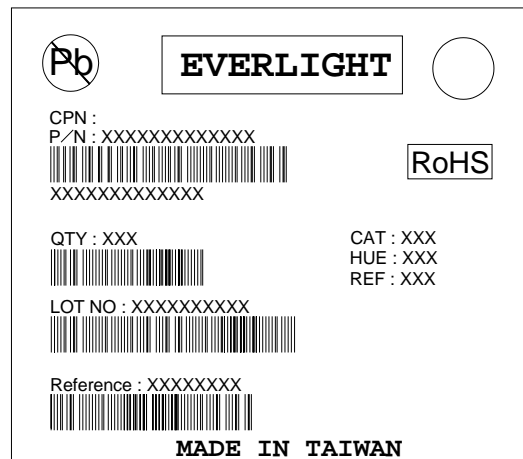 Pb
EVERLIGHT
CPN :
P/N : XXXXXXXXXXXXX
RoHS
XXXXXXXXXXXXX
QTY : XXX
CAT : XXX
HUE : XXX
REF : XXX
LOT NO : XXXXXXXXXX
Reference : XXXXXXXX
MADE IN TAIWAN